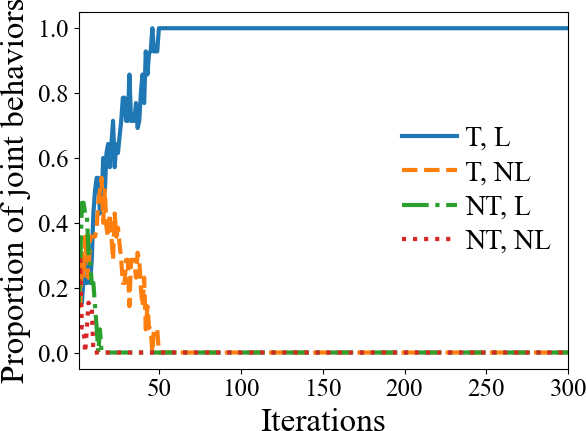 Proportion of joint behaviors
1.0
0.8
0.6
0.4
0.2
0.0
T, L
T, NL
NT, L
NT, NL
50 100 150 200 250 300
Iterations